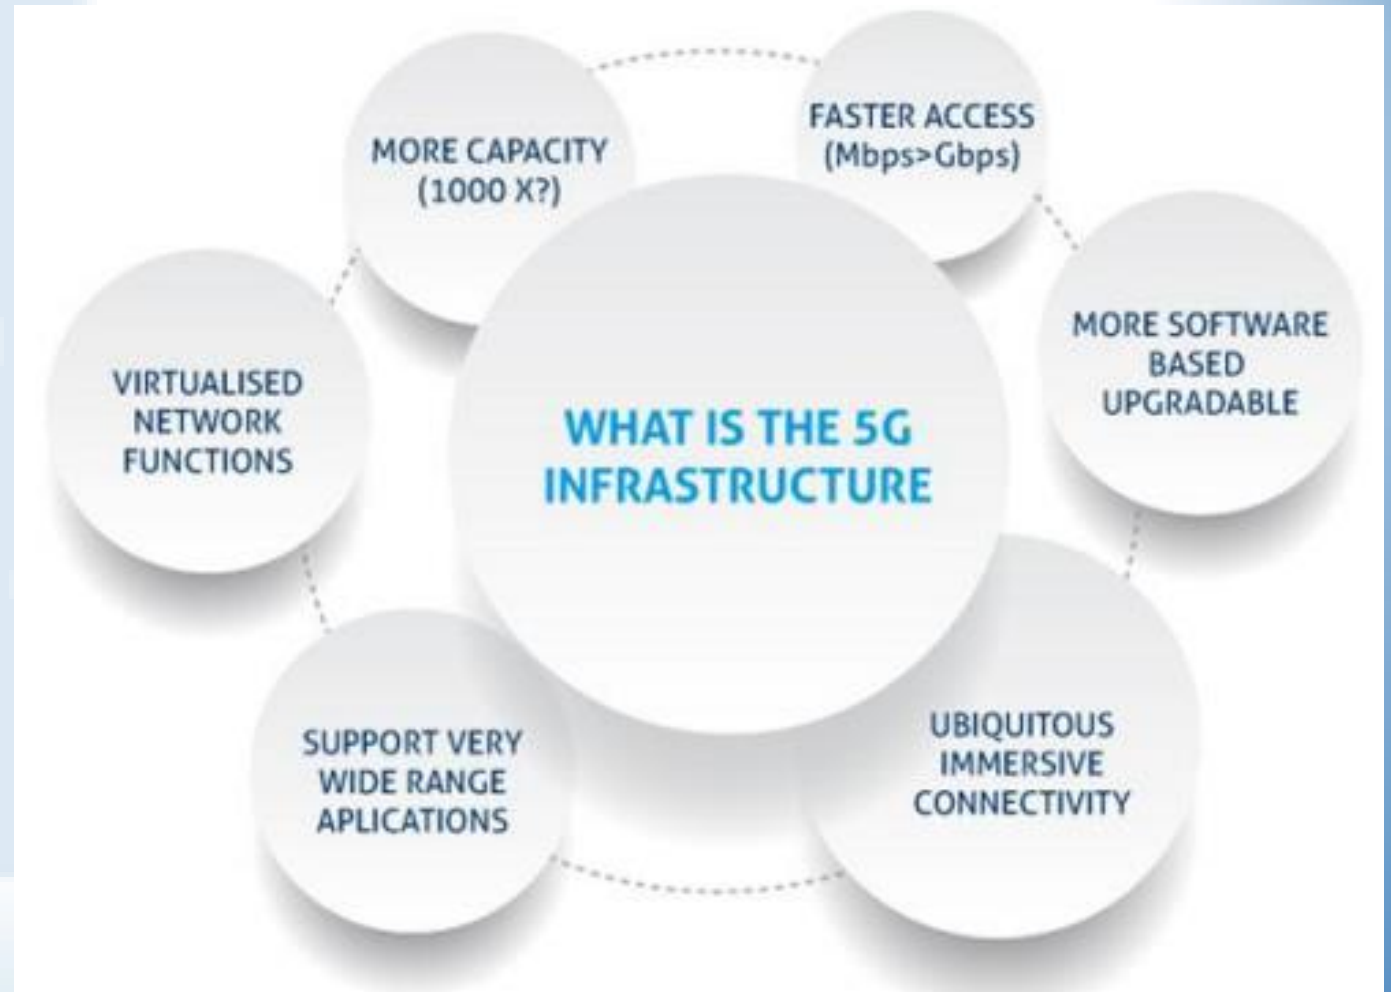 MORE CAPACITY
(1000 X?)
FASTER ACCESS
(Mbps>Gbps)
MORE SOFTWARE
BASED
UPGRADABLE
VIRTUALISED
NETWORK
FUNCTIONS
WHAT IS THE 5G
INFRASTRUCTURE
SUPPORT VERY
WIDE RANGE
APLICATIONS
UBIQUITOUS
IMMERSIVE
CONNECTIVITY